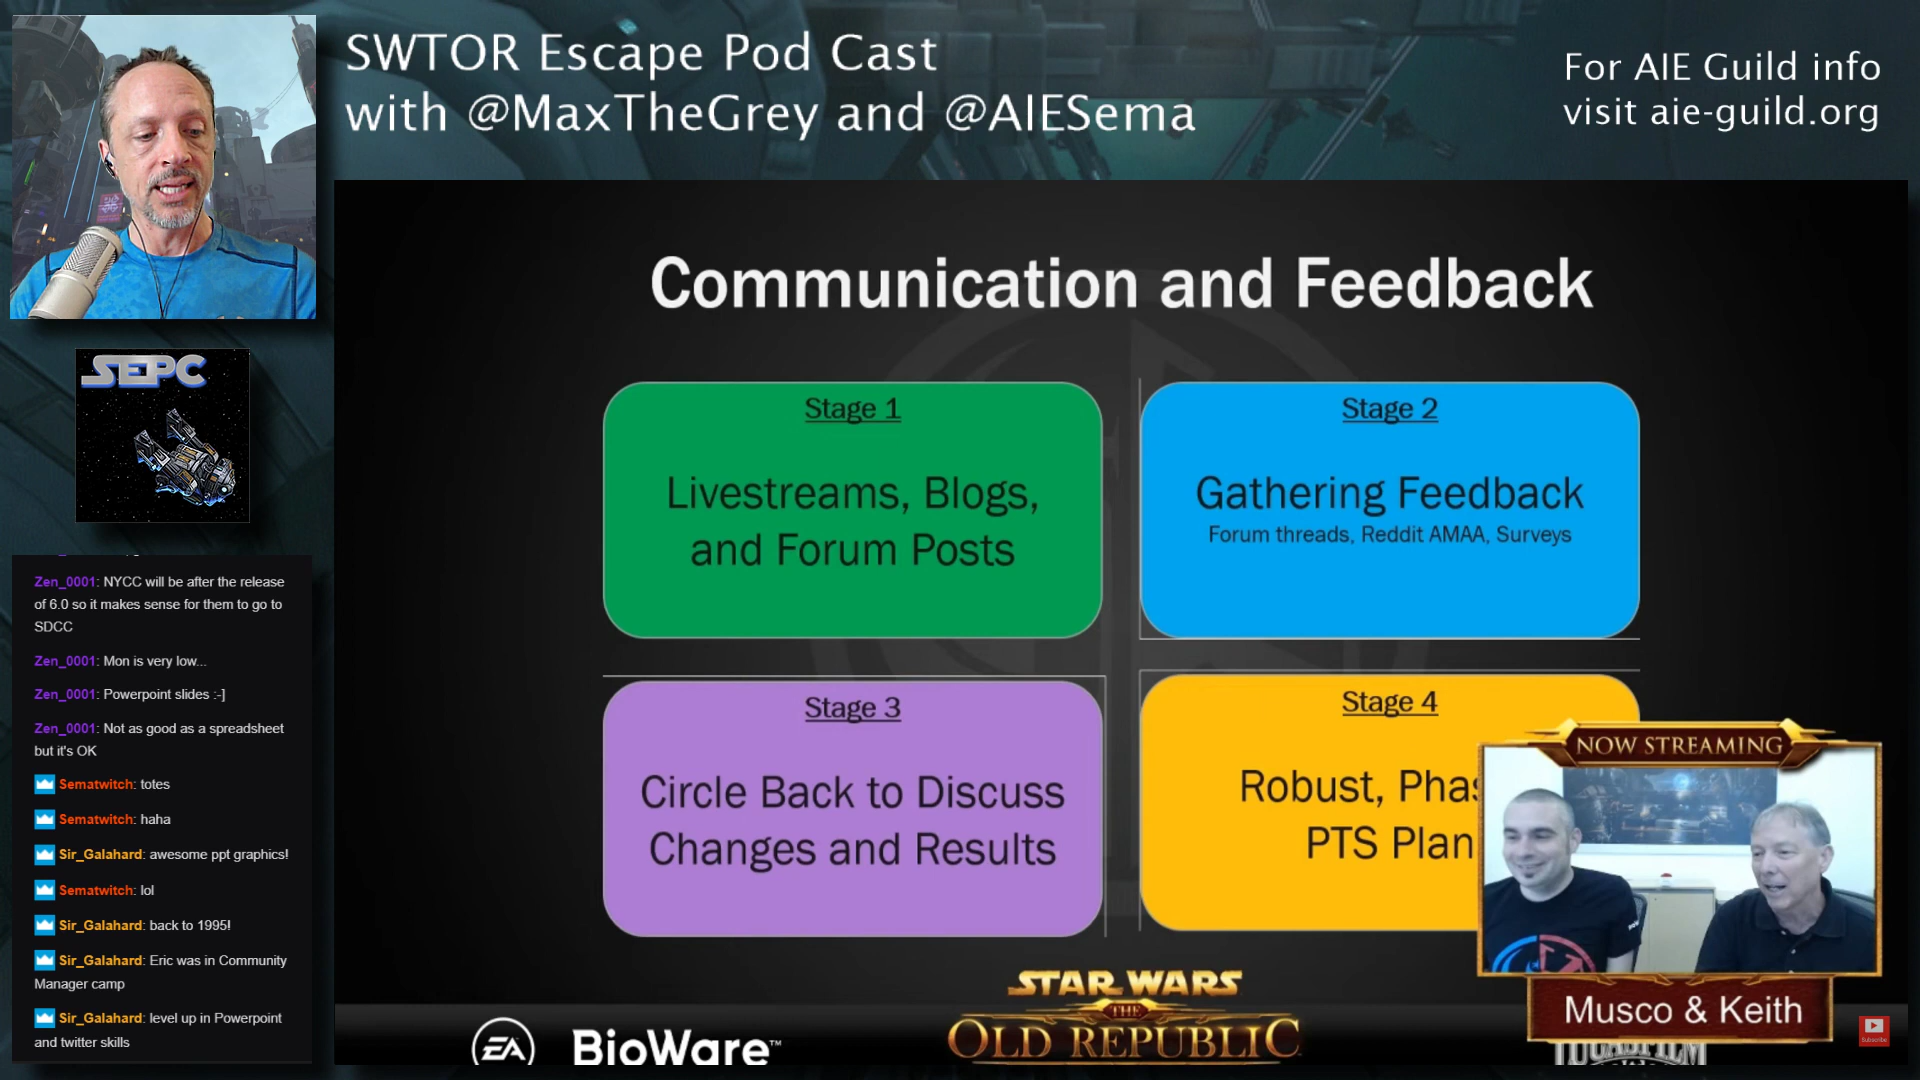 SWTOR Escape Pod Cast
with @MaxTheGrey and @AIESema
For AIE Guild info
visit aie-guild.org
SEPC
Communication and Feedback
Stage 1
Livestreams, Blogs,
and Forum Posts
Stage 2
Gathering Feedback
Forum threads, Reddit AMAA, Surveys
Stage 3
Circle Back to Discuss
Changes and Results
Stage 4
Robust, Phas
PTS Plan
NOW STREAMING
Musco & Keith
Subscribe
EA
BioWare™
STAR WARS
THE
OLD REPUBLIC
LUCASFILM
Zen_0001: NYCC will be after the release
of 6.0 so it makes sense for them to go to
SDCC
Zen_0001: Mon is very low...
Zen_0001: Powerpoint slides :-]
Zen_0001: Not as good as a spreadsheet
but it's OK
Sematwitch: totes
Sematwitch: haha
Sir_Galahard: awesome ppt graphics!
Sematwitch: lol
Sir_Galahard: back to 1995!
Sir_Galahard: Eric was in Community
Manager camp
Sir_Galahard: level up in Powerpoint
and twitter skills